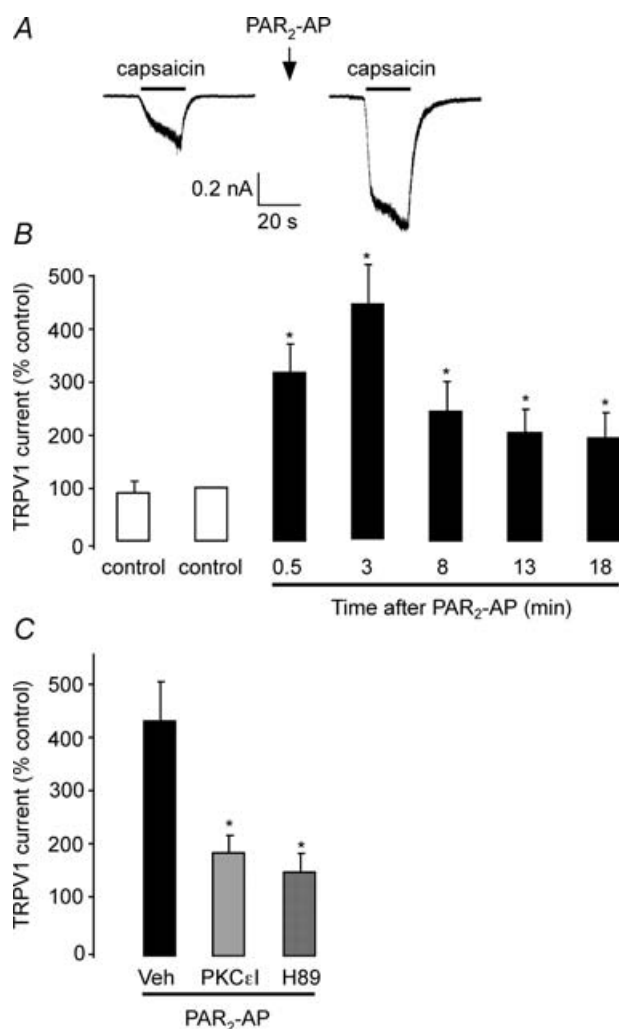 A
PAR₂-AP
capsaicin
capsaicin
0.2 nA
20 s
B
TRPV1 current (% control)
500
400
300
200
100
0
*
*
*
*
*
control control 0.5 3 8 13 18
Time after PAR₂-AP (min)
C
TRPV1 current (% control)
500
400
300
200
100
0
*
*
Veh PKCεI H89
PAR₂-AP